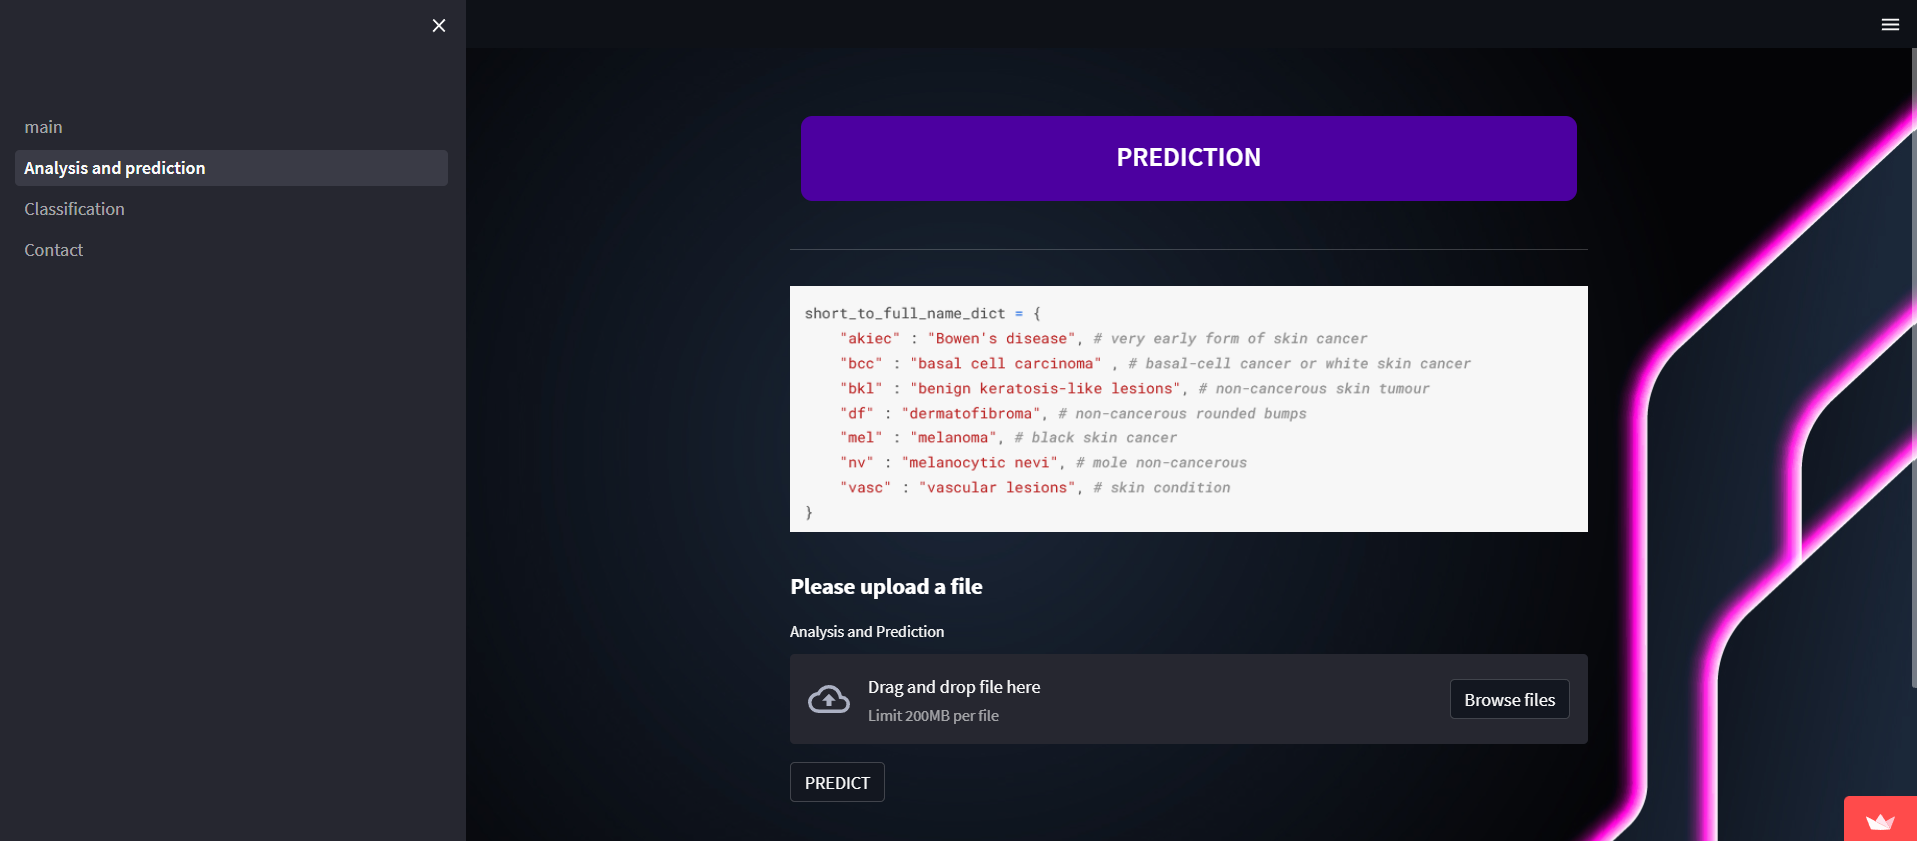 main
Analysis and prediction
Classification
Contact
PREDICTION
short_to_full_name_dict = {
"akiec" : "Bowen's disease", # very early form of skin cancer
"bcc" : "basal cell carcinoma" , # basal-cell cancer or white skin cancer
"bkl" : "benign keratosis-like lesions", # non-cancerous skin tumour
"df" : "dermatofibroma", # non-cancerous rounded bumps
"mel" : "melanoma", # black skin cancer
"nv" : "melanocytic nevi", # mole non-cancerous
"vasc" : "vascular lesions", # skin condition
}
Please upload a file
Analysis and Prediction
Drag and drop file here
Limit 200MB per file
Browse files
PREDICT